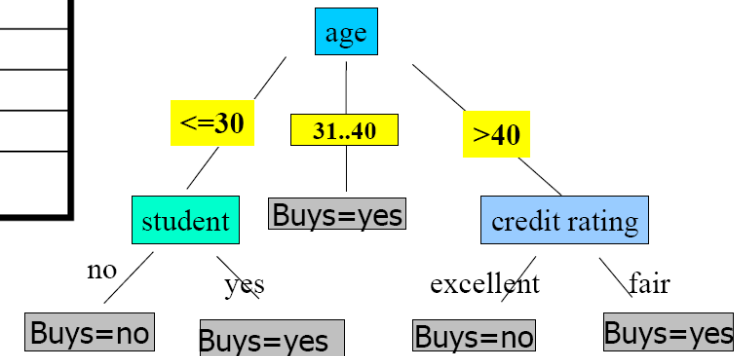 age
<=30
31..40
>40
student
Buys=yes
credit rating
no
yes
excellent
fair
Buys=no
Buys=yes
Buys=no
Buys=yes